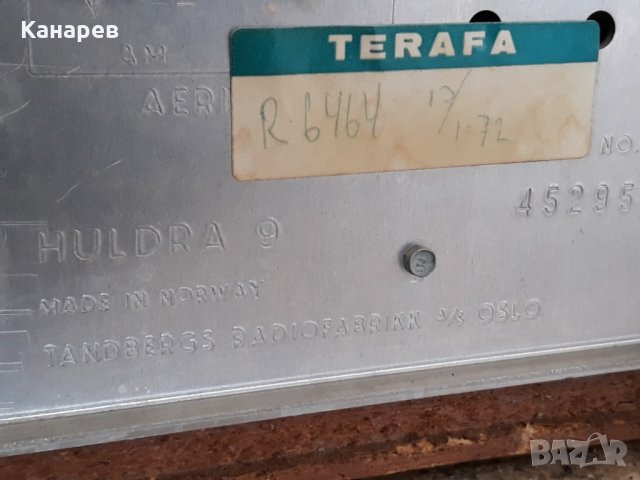 Канарев
TERAFA
AM
R 6464 17/1.72
AERI
NO.
45295
HULDRA 9
MADE IN NORWAY
TANDBERGS RADIOFABRIKK A/S OSLO
BAZAR